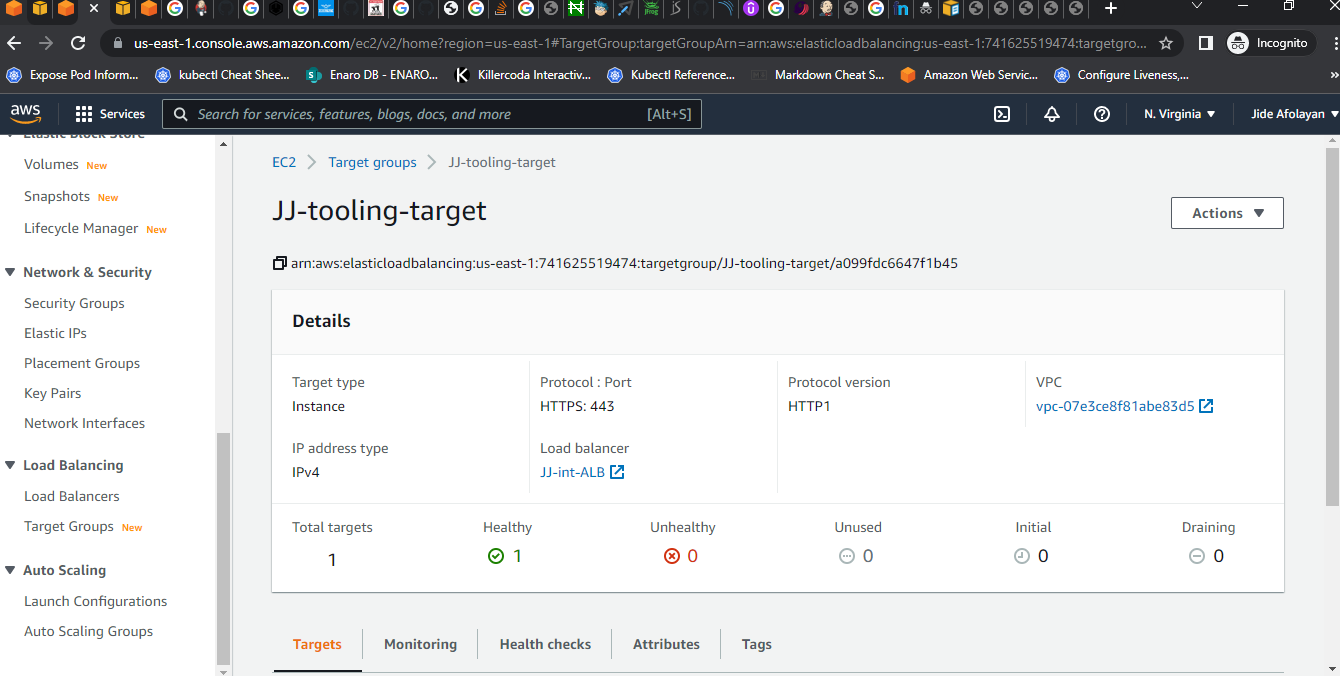 us-east-1.console.aws.amazon.com/ec2/v2/home?region=us-east-1#TargetGroup:targetGroupArn=arn:aws:elasticloadbalancing:us-east-1:741625519474:targetgro...
Incognito
Expose Pod Inform...
kubectl Cheat Shee...
Enaro DB - ENARO...
Killercoda Interactiv...
Kubectl Reference...
Markdown Cheat S...
Amazon Web Servic...
Configure Liveness,...
»
aws
Services
Search for services, features, blogs, docs, and more
[Alt+S]
N. Virginia
Jide Afolayan
Elastic Block Store
Volumes New
Snapshots New
Lifecycle Manager New
Network & Security
Security Groups
Elastic IPs
Placement Groups
Key Pairs
Network Interfaces
Load Balancing
Load Balancers
Target Groups New
Auto Scaling
Launch Configurations
Auto Scaling Groups
EC2 > Target groups > JJ-tooling-target
JJ-tooling-target
Actions
arn:aws:elasticloadbalancing:us-east-1:741625519474:targetgroup/JJ-tooling-target/a099fdc6647f1b45
Details
Target type
Instance
Protocol : Port
HTTPS: 443
Protocol version
HTTP1
VPC
vpc-07e3ce8f81abe83d5
IP address type
IPv4
Load balancer
JJ-int-ALB
Total targets
1
Healthy
1
Unhealthy
0
Unused
0
Initial
0
Draining
0
Targets
Monitoring
Health checks
Attributes
Tags